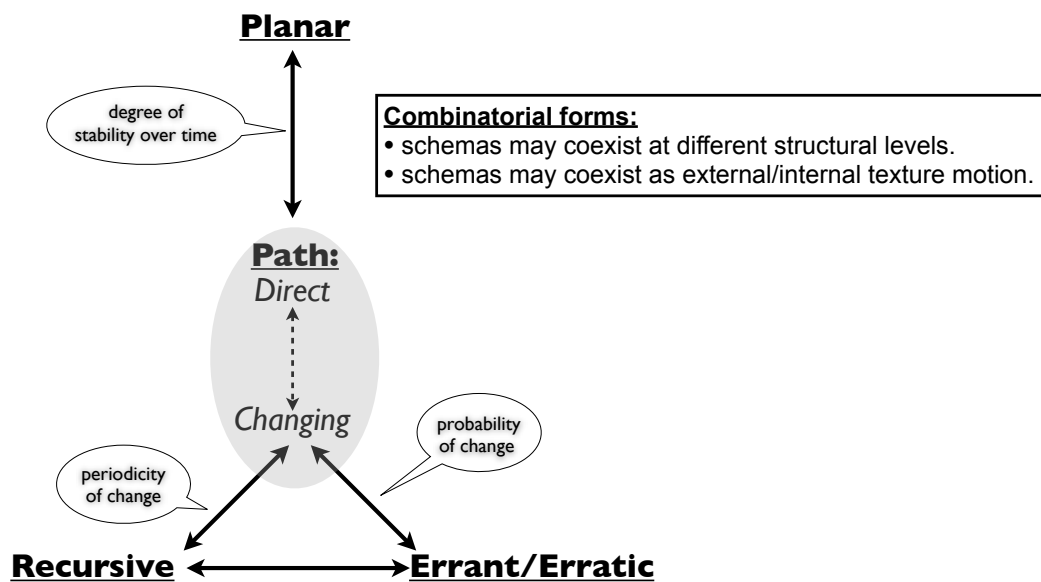 Planar
degree of
stability over time
Combinatorial forms:
• schemas may coexist at different structural levels.
• schemas may coexist as external/internal texture motion.
Path:
Direct
Changing
probability
of change
periodicity
of change
Recursive
Errant/Erratic